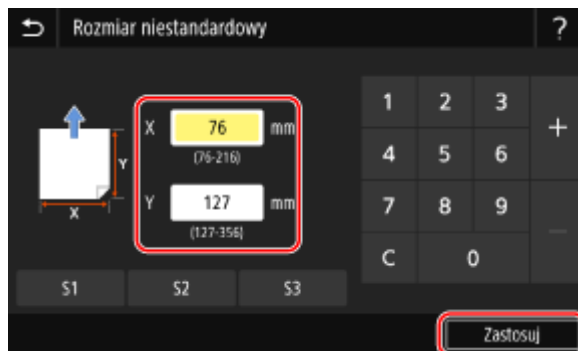 Rozmiar niestandardowy ?
X 76 mm
(76-216)
Y 127 mm
(127-356)
Y
X
1 2 3
+
4 5 6
7 8 9
−
C 0
S1 S2 S3
Zastosuj